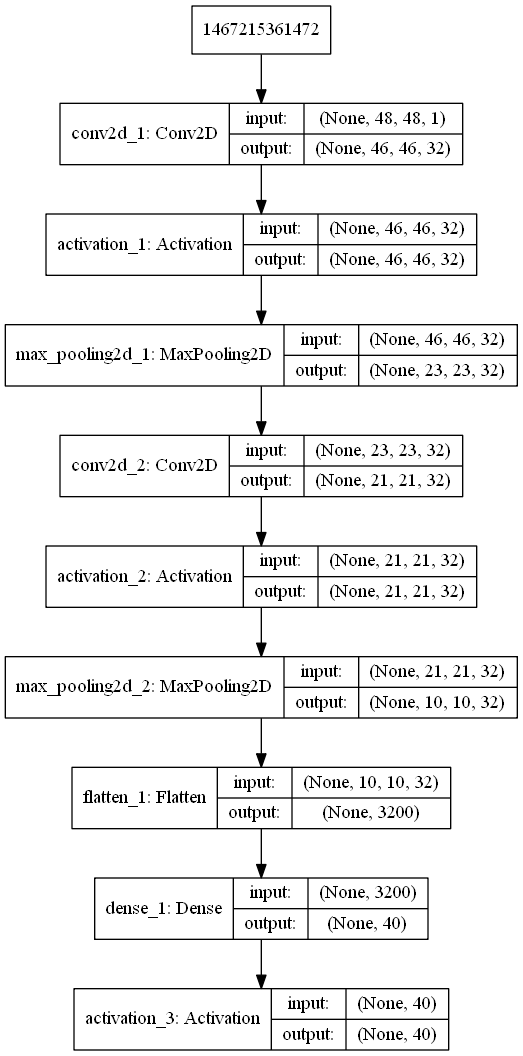 1467215361472
conv2d_1: Conv2D
input: (None, 48, 48, 1)
output: (None, 46, 46, 32)
activation_1: Activation
input: (None, 46, 46, 32)
output: (None, 46, 46, 32)
max_pooling2d_1: MaxPooling2D
input: (None, 46, 46, 32)
output: (None, 23, 23, 32)
conv2d_2: Conv2D
input: (None, 23, 23, 32)
output: (None, 21, 21, 32)
activation_2: Activation
input: (None, 21, 21, 32)
output: (None, 21, 21, 32)
max_pooling2d_2: MaxPooling2D
input: (None, 21, 21, 32)
output: (None, 10, 10, 32)
flatten_1: Flatten
input: (None, 10, 10, 32)
output: (None, 3200)
dense_1: Dense
input: (None, 3200)
output: (None, 40)
activation_3: Activation
input: (None, 40)
output: (None, 40)